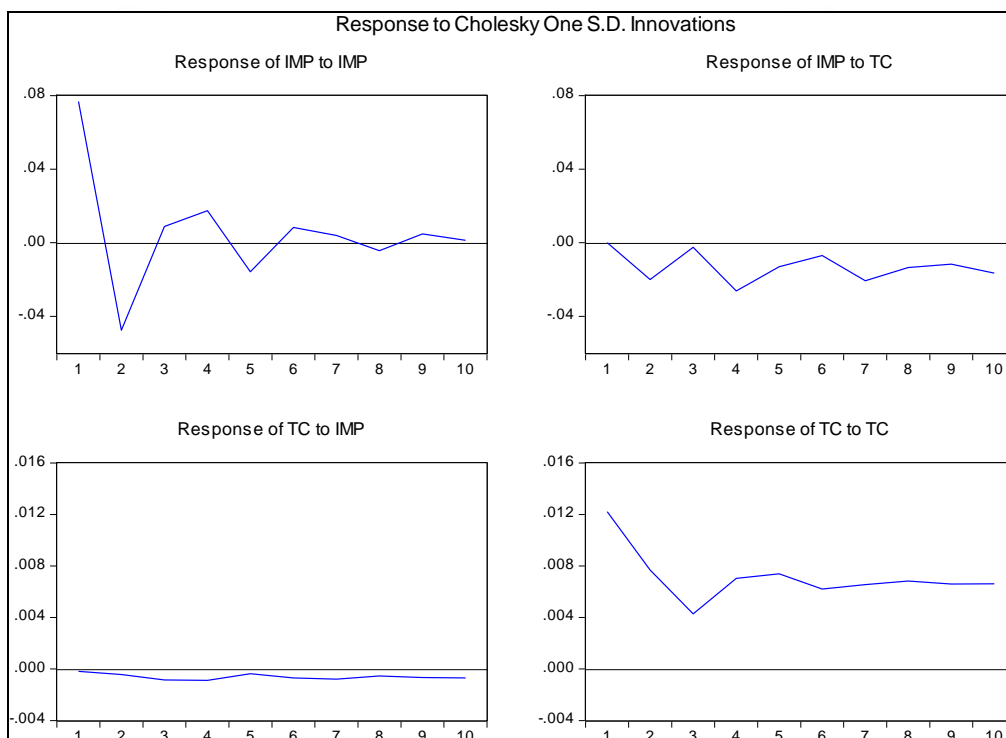 Response to Cholesky One S.D. Innovations
Response of IMP to IMP
.08
.04
.00
-.04
1 2 3 4 5 6 7 8 9 10
Response of IMP to TC
.08
.04
.00
-.04
1 2 3 4 5 6 7 8 9 10
Response of TC to IMP
.016
.012
.008
.004
.000
-.004
1 2 3 4 5 6 7 8 9 10
Response of TC to TC
.016
.012
.008
.004
.000
-.004
1 2 3 4 5 6 7 8 9 10